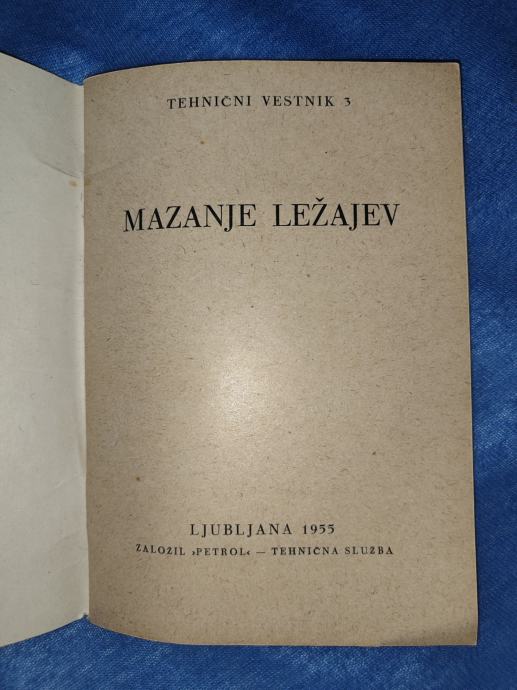 TEHNIČNI VESTNIK 3
MAZANJE LEŽAJEV
LJUBLJANA 1955
ZALOŽIL »PETROL« — TEHNIČNA SLUŽBA